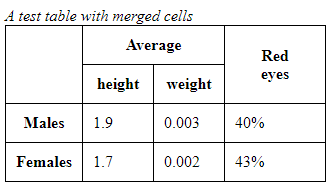 A test table with merged cells
Average
Red
eyes
height weight
Males 1.9 0.003 40%
Females 1.7 0.002 43%